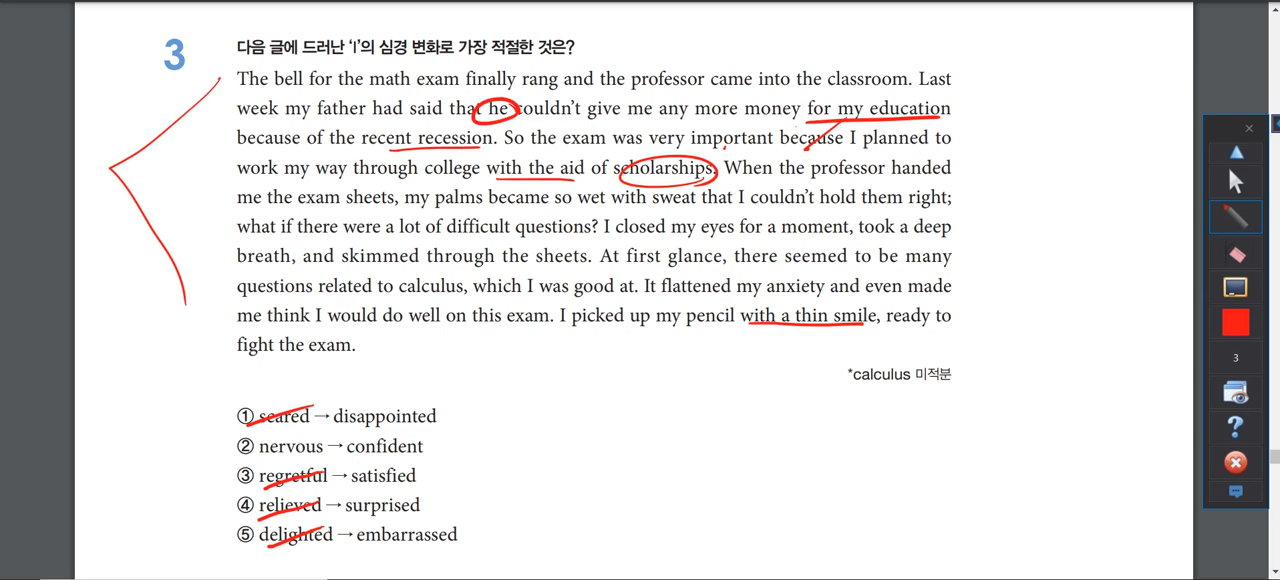 3
다음 글에 드러난 'I'의 심경 변화로 가장 적절한 것은?
The bell for the math exam finally rang and the professor came into the classroom. Last
week my father had said that he couldn't give me any more money for my education
because of the recent recession. So the exam was very important because I planned to
work my way through college with the aid of scholarships. When the professor handed
me the exam sheets, my palms became so wet with sweat that I couldn't hold them right;
what if there were a lot of difficult questions? I closed my eyes for a moment, took a deep
breath, and skimmed through the sheets. At first glance, there seemed to be many
questions related to calculus, which I was good at. It flattened my anxiety and even made
me think I would do well on this exam. I picked up my pencil with a thin smile, ready to
fight the exam.
*calculus 미적분
① scared → disappointed
② nervous → confident
③ regretful → satisfied
④ relieved → surprised
⑤ delighted → embarrassed
3